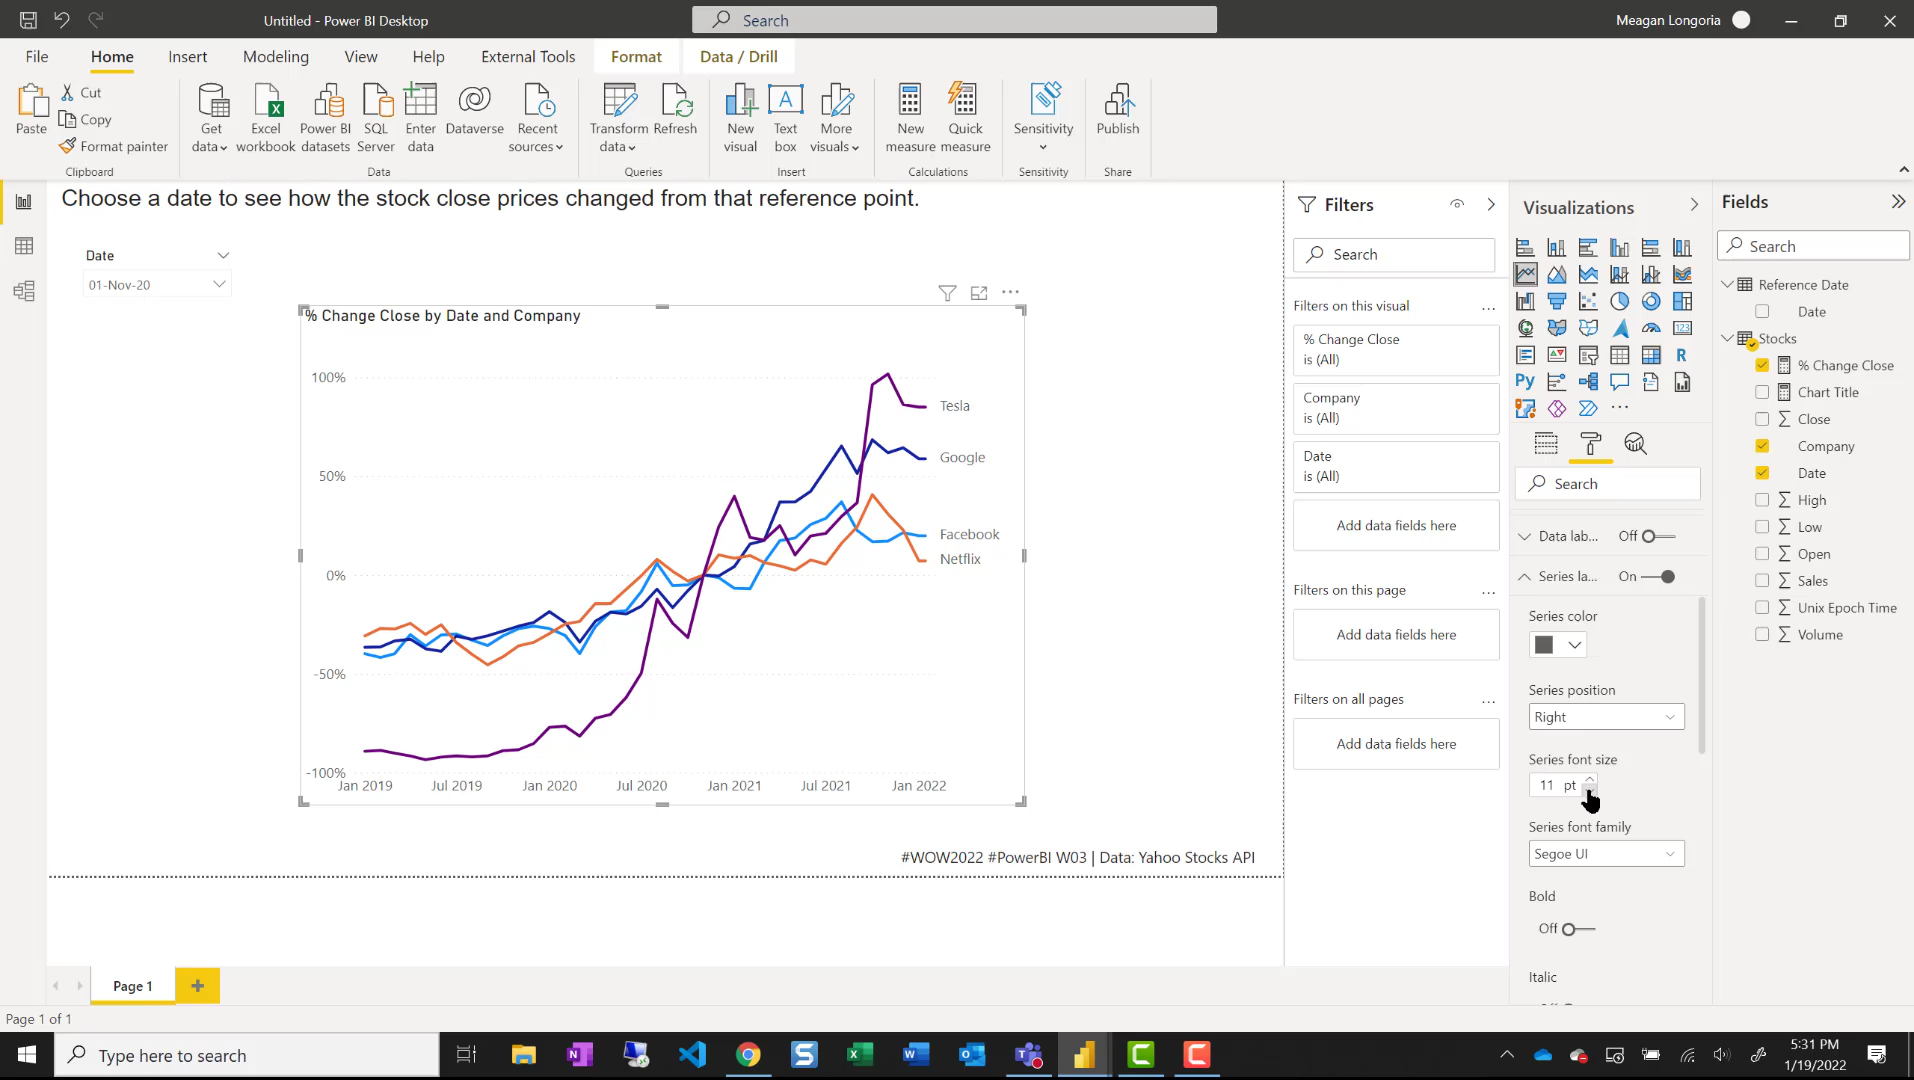 Untitled - Power BI Desktop
Search
Meagan Longoria
File
Home
Insert
Modeling
View
Help
External Tools
Format
Data / Drill
Paste
Cut
Copy
Format painter
Clipboard
Get data
Excel workbook
Power BI datasets
SQL Server
Enter data
Dataverse
Recent sources
Data
Transform data
Refresh
Queries
New visual
Text box
More visuals
Insert
New measure
Quick measure
Calculations
Sensitivity
Sensitivity
Publish
Share
Choose a date to see how the stock close prices changed from that reference point.
Date
01-Nov-20
% Change Close by Date and Company
100%
50%
0%
-50%
-100%
Tesla
Google
Facebook
Netflix
Jan 2019
Jul 2019
Jan 2020
Jul 2020
Jan 2021
Jul 2021
Jan 2022
#WOW2022 #PowerBI W03 | Data: Yahoo Stocks API
Filters
Search
Filters on this visual
...
% Change Close
is (All)
Company
is (All)
Date
is (All)
Add data fields here
Filters on this page
...
Add data fields here
Filters on all pages
...
Add data fields here
Visualizations
123
R
Py
...
Search
Data lab...
Off
Series la...
On
Series color
Series position
Right
Series font size
11 pt
Series font family
Segoe UI
Bold
Off
Italic
Fields
Search
Reference Date
Date
Stocks
% Change Close
Chart Title
Close
Company
Date
High
Low
Open
Sales
Unix Epoch Time
Volume
Page 1
Page 1 of 1
Type here to search
5:31 PM
1/19/2022